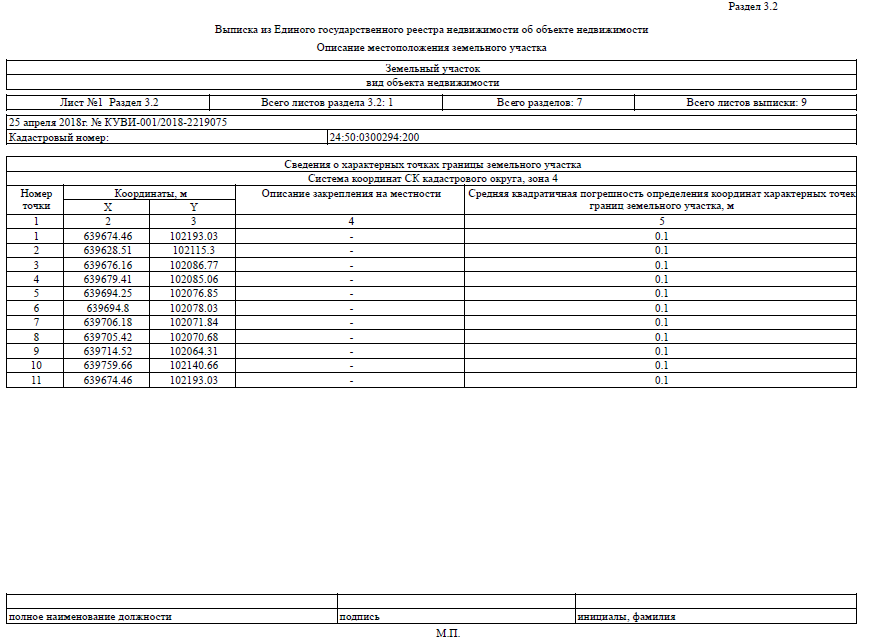 Раздел 3.2
Выписка из Единого государственного реестра недвижимости об объекте недвижимости
Описание местоположения земельного участка
Земельный участок
вид объекта недвижимости
Лист №1 Раздел 3.2 Всего листов раздела 3.2: 1 Всего разделов: 7 Всего листов выписки: 9
25 апреля 2018г. № КУВИ-001/2018-2219075
Кадастровый номер: 24:50:0300294:200
Сведения о характерных точках границы земельного участка
Система координат СК кадастрового округа, зона 4
Номер точки Координаты, м Описание закрепления на местности Средняя квадратичная погрешность определения координат характерных точек границ земельного участка, м
X Y
1 2 3 4 5
1 639674.46 102193.03 - 0.1
2 639628.51 102115.3 - 0.1
3 639676.16 102086.77 - 0.1
4 639679.41 102085.06 - 0.1
5 639694.25 102076.85 - 0.1
6 639694.8 102078.03 - 0.1
7 639706.18 102071.84 - 0.1
8 639705.42 102070.68 - 0.1
9 639714.52 102064.31 - 0.1
10 639759.66 102140.66 - 0.1
11 639674.46 102193.03 - 0.1
полное наименование должности подпись инициалы, фамилия
М.П.